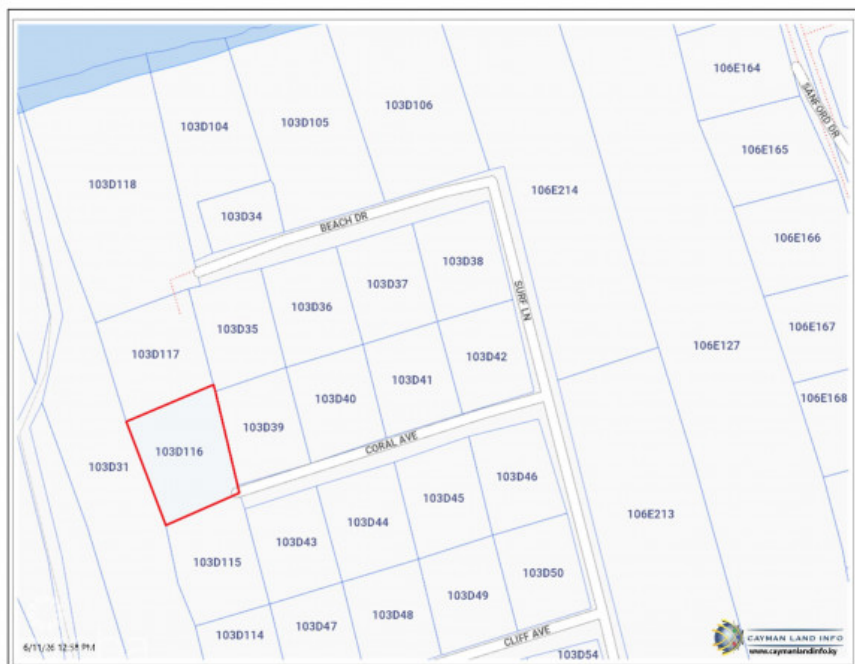 106E164
SANFORD DR
103D106
103D105
103D104
106E165
103D118
106E214
103D34
BEACH DR
106E166
103D38
103D37
SURF LN
103D36
103D35
106E167
106E127
103D117
103D42
103D41
103D40
106E168
103D39
CORAL AVE
103D116
103D31
103D46
103D45
106E213
103D44
103D43
103D115
103D50
103D49
103D48
103D47
103D114
CLIFF AVE
103D54
6/11/26 12:58 PM
CAYMAN LAND INFO
www.caymanlandinfo.ky